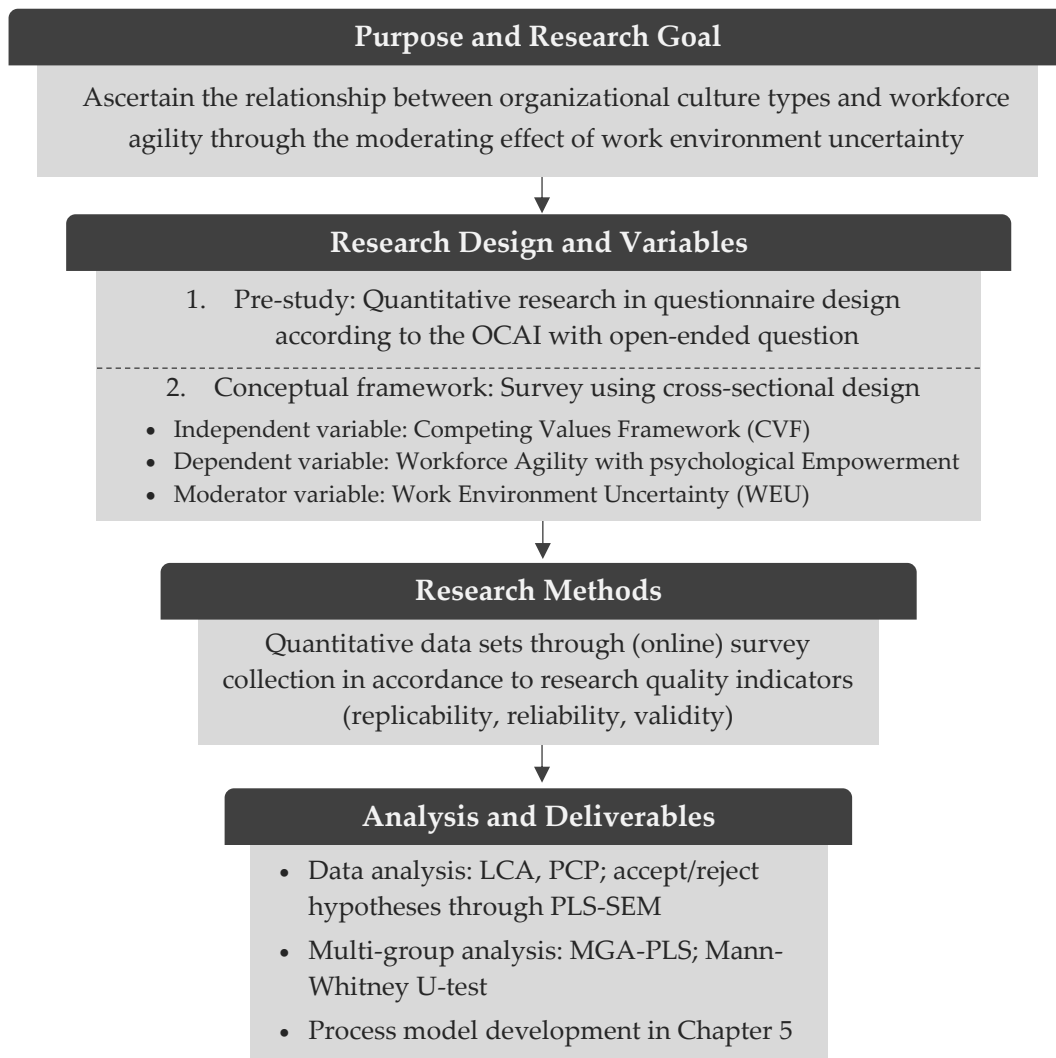 Purpose and Research Goal
Ascertain the relationship between organizational culture types and workforce
agility through the moderating effect of work environment uncertainty
Research Design and Variables
1. Pre-study: Quantitative research in questionnaire design
according to the OCAI with open-ended question
2. Conceptual framework: Survey using cross-sectional design
• Independent variable: Competing Values Framework (CVF)
• Dependent variable: Workforce Agility with psychological Empowerment
• Moderator variable: Work Environment Uncertainty (WEU)
Research Methods
Quantitative data sets through (online) survey
collection in accordance to research quality indicators
(replicability, reliability, validity)
Analysis and Deliverables
• Data analysis: LCA, PCP; accept/reject
hypotheses through PLS-SEM
• Multi-group analysis: MGA-PLS; Mann-
Whitney U-test
• Process model development in Chapter 5